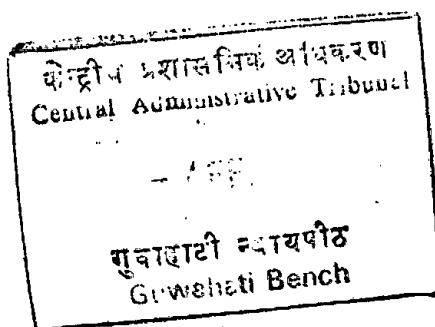 केन्द्रीय प्रशासनिक अधिकरण
Central Administrative Tribunal
गुवाहाटी न्यायपीठ
Guwahati Bench